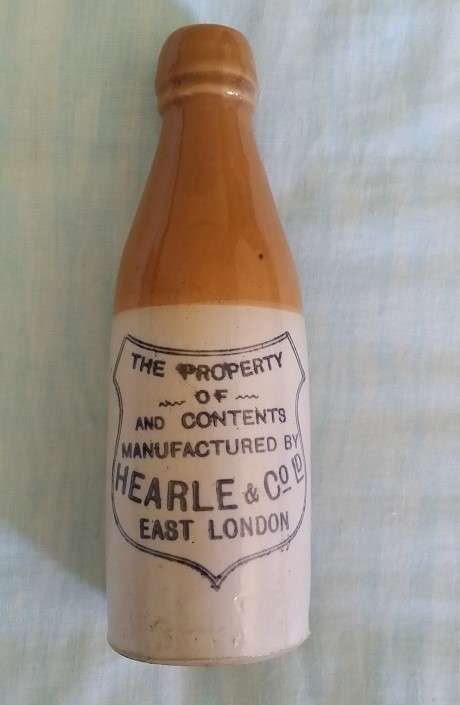 THE PROPERTY
OF
AND CONTENTS
MANUFACTURED BY
HEARLE & Co LD
EAST LONDON